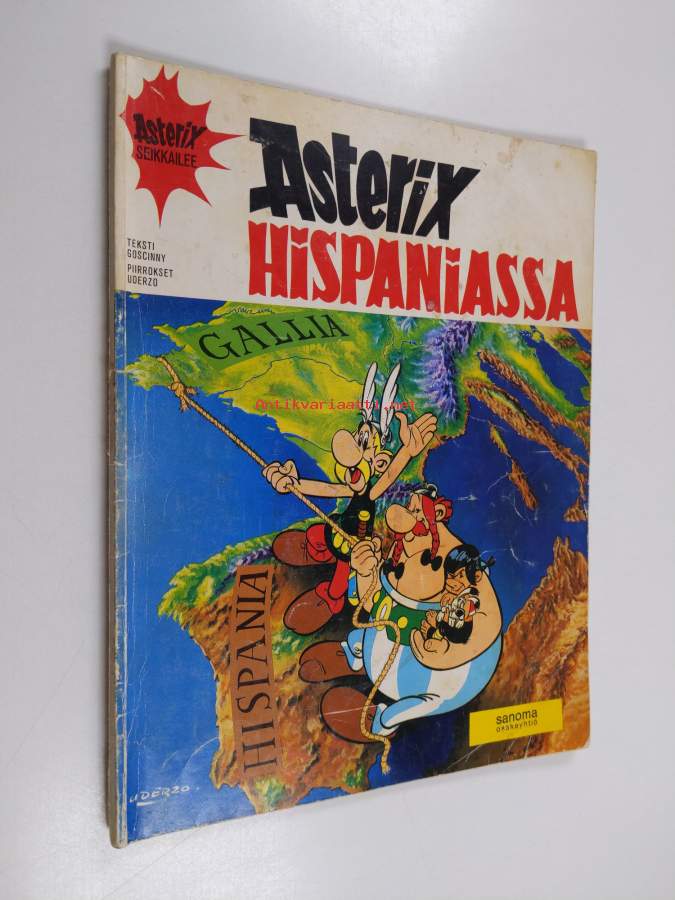 Asterix
SEIKKAILEE
Asterix
HISPANIASSA
TEKSTI
GOSCINNY
PIIRROKSET
UDERZO
GALLIA
Antikvariaatti.net
HISPANIA
sanoma
osakeyhtiö
UDERZO